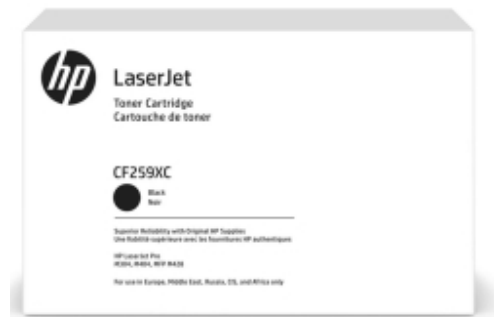 hp
LaserJet
Toner Cartridge
Cartouche de toner
CF259XC
Black
Noir
Superior Reliability with Original HP Supplies
Une fiabilité supérieure avec les fournitures HP authentiques
HP LaserJet Pro
M304, M404, MFP M428
For use in Europe, Middle East, Russia, CIS, and Africa only